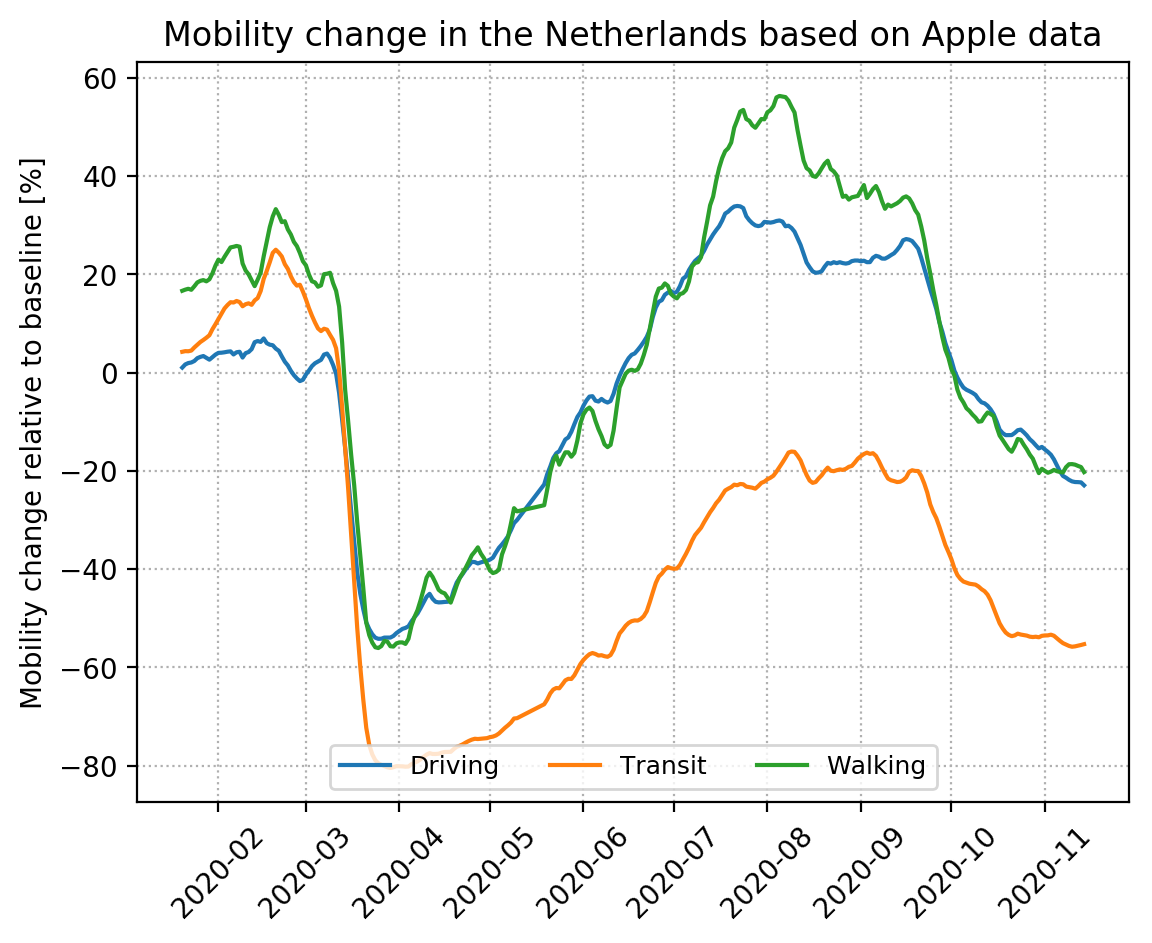 Mobility change in the Netherlands based on Apple data
Mobility change relative to baseline [%]
60
40
20
0
−20
−40
−60
−80
Driving Transit Walking
2020-02 2020-03 2020-04 2020-05 2020-06 2020-07 2020-08 2020-09 2020-10 2020-11